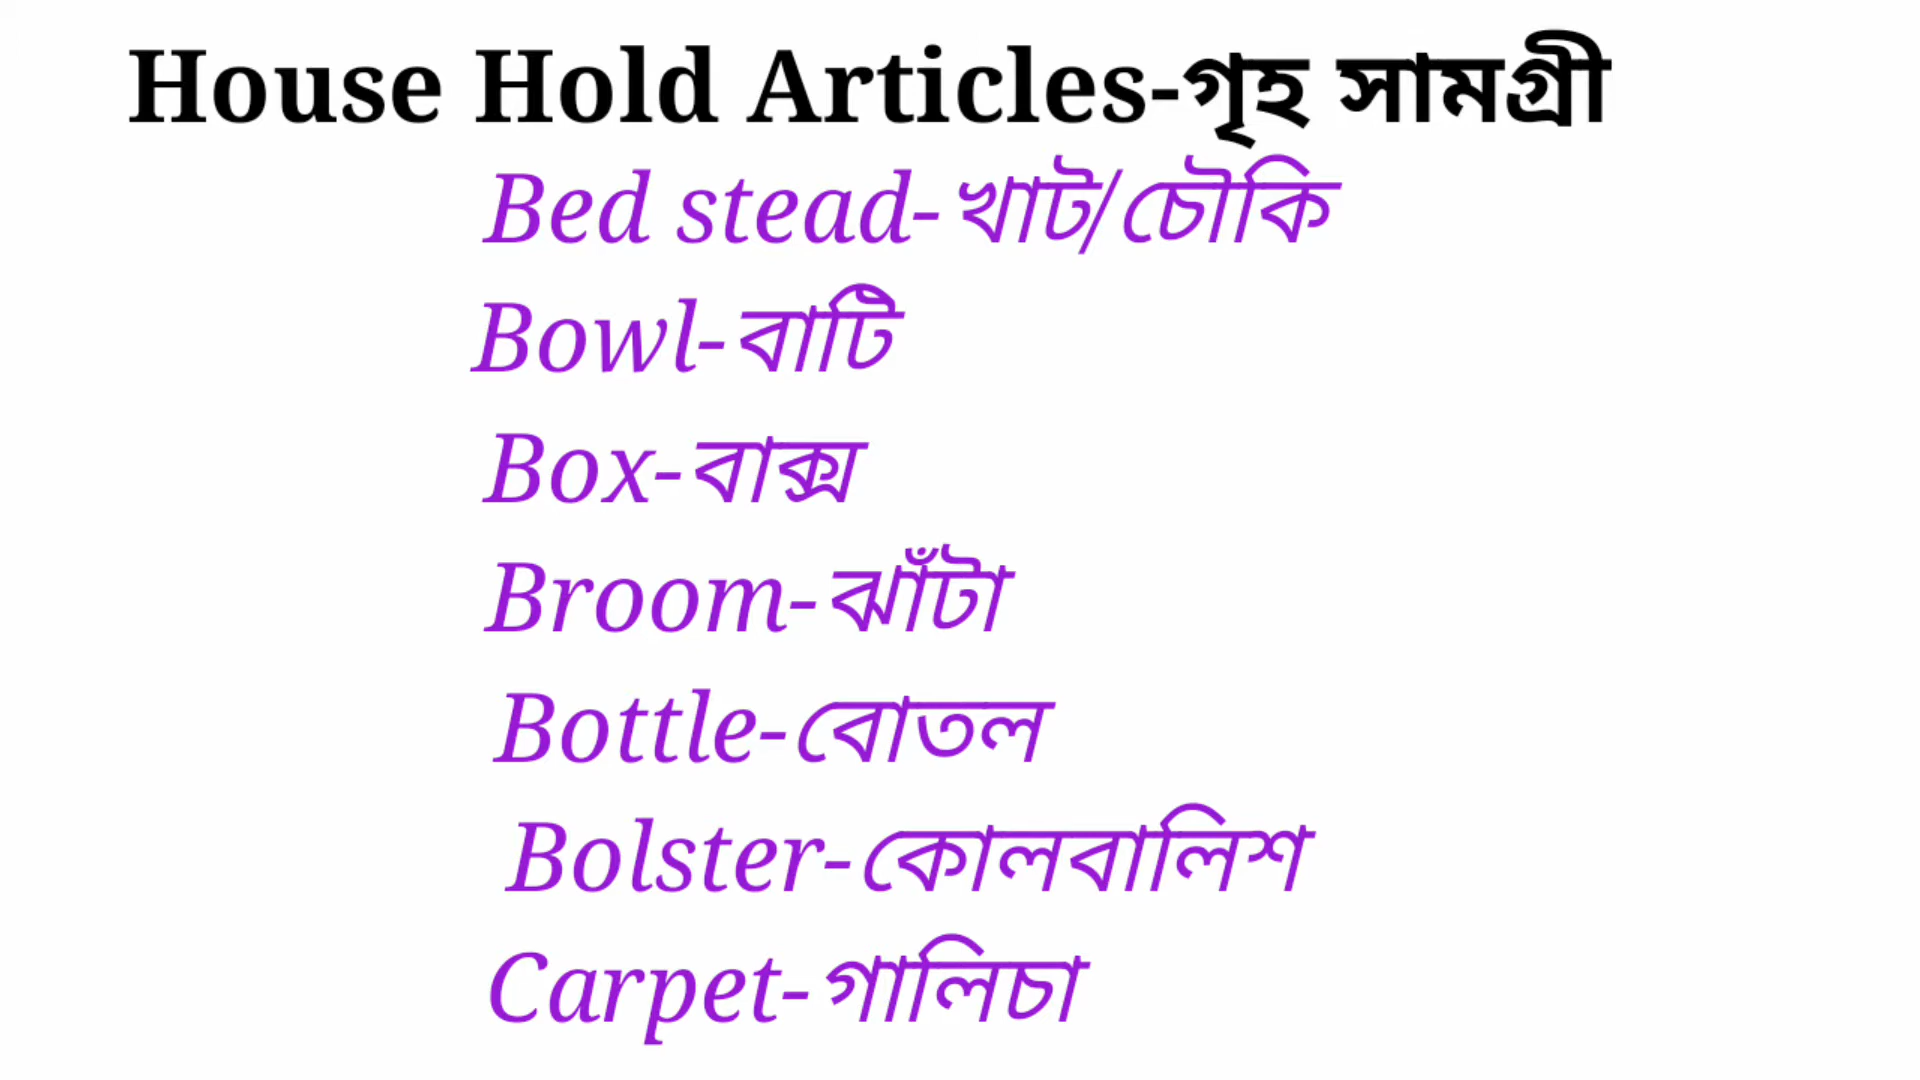 House Hold Articles-গৃহ সামগ্রী
Bed stead-খাট/চৌকি
Bowl-বাটি
Box-বাক্স
Broom-ঝাঁটা
Bottle-বোতল
Bolster-কোলবালিশ
Carpet-গালিচা